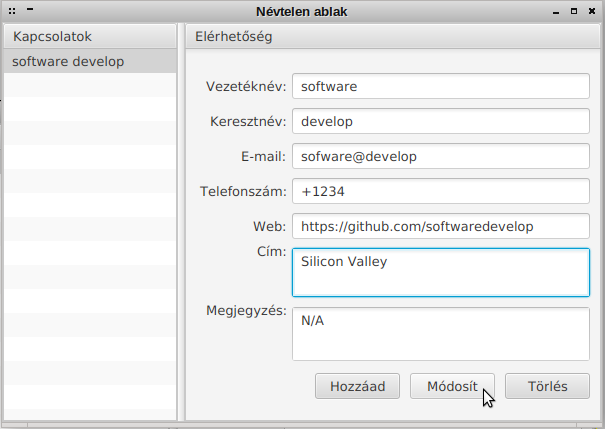 Névtelen ablak
Kapcsolatok
software develop
Elérhetőség
Vezetéknév: software
Keresztnév: develop
E-mail: sofware@develop
Telefonszám: +1234
Web: https://github.com/softwaredevelop
Cím: Silicon Valley
Megjegyzés: N/A
Hozzáad Módosít Törlés